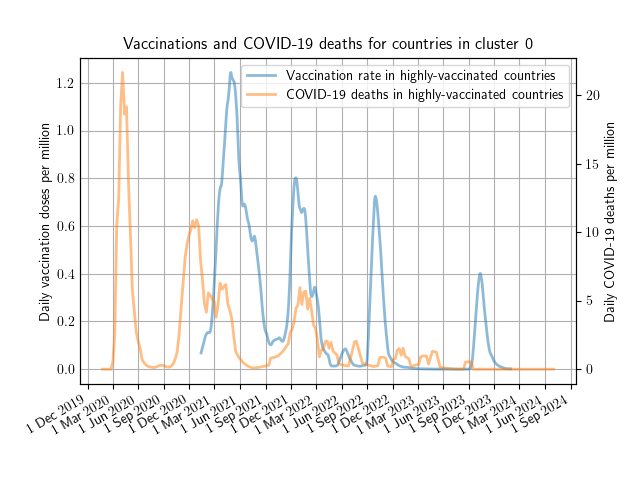 Vaccinations and COVID-19 deaths for countries in cluster 0
Vaccination rate in highly-vaccinated countries
COVID-19 deaths in highly-vaccinated countries
Daily vaccination doses per million
1.2
1.0
0.8
0.6
0.4
0.2
0.0
Daily COVID-19 deaths per million
20
15
10
5
0
1 Dec 2019
1 Mar 2020
1 Jun 2020
1 Sep 2020
1 Dec 2020
1 Mar 2021
1 Jun 2021
1 Sep 2021
1 Dec 2021
1 Mar 2022
1 Jun 2022
1 Sep 2022
1 Dec 2022
1 Mar 2023
1 Jun 2023
1 Sep 2023
1 Dec 2023
1 Mar 2024
1 Jun 2024
1 Sep 2024